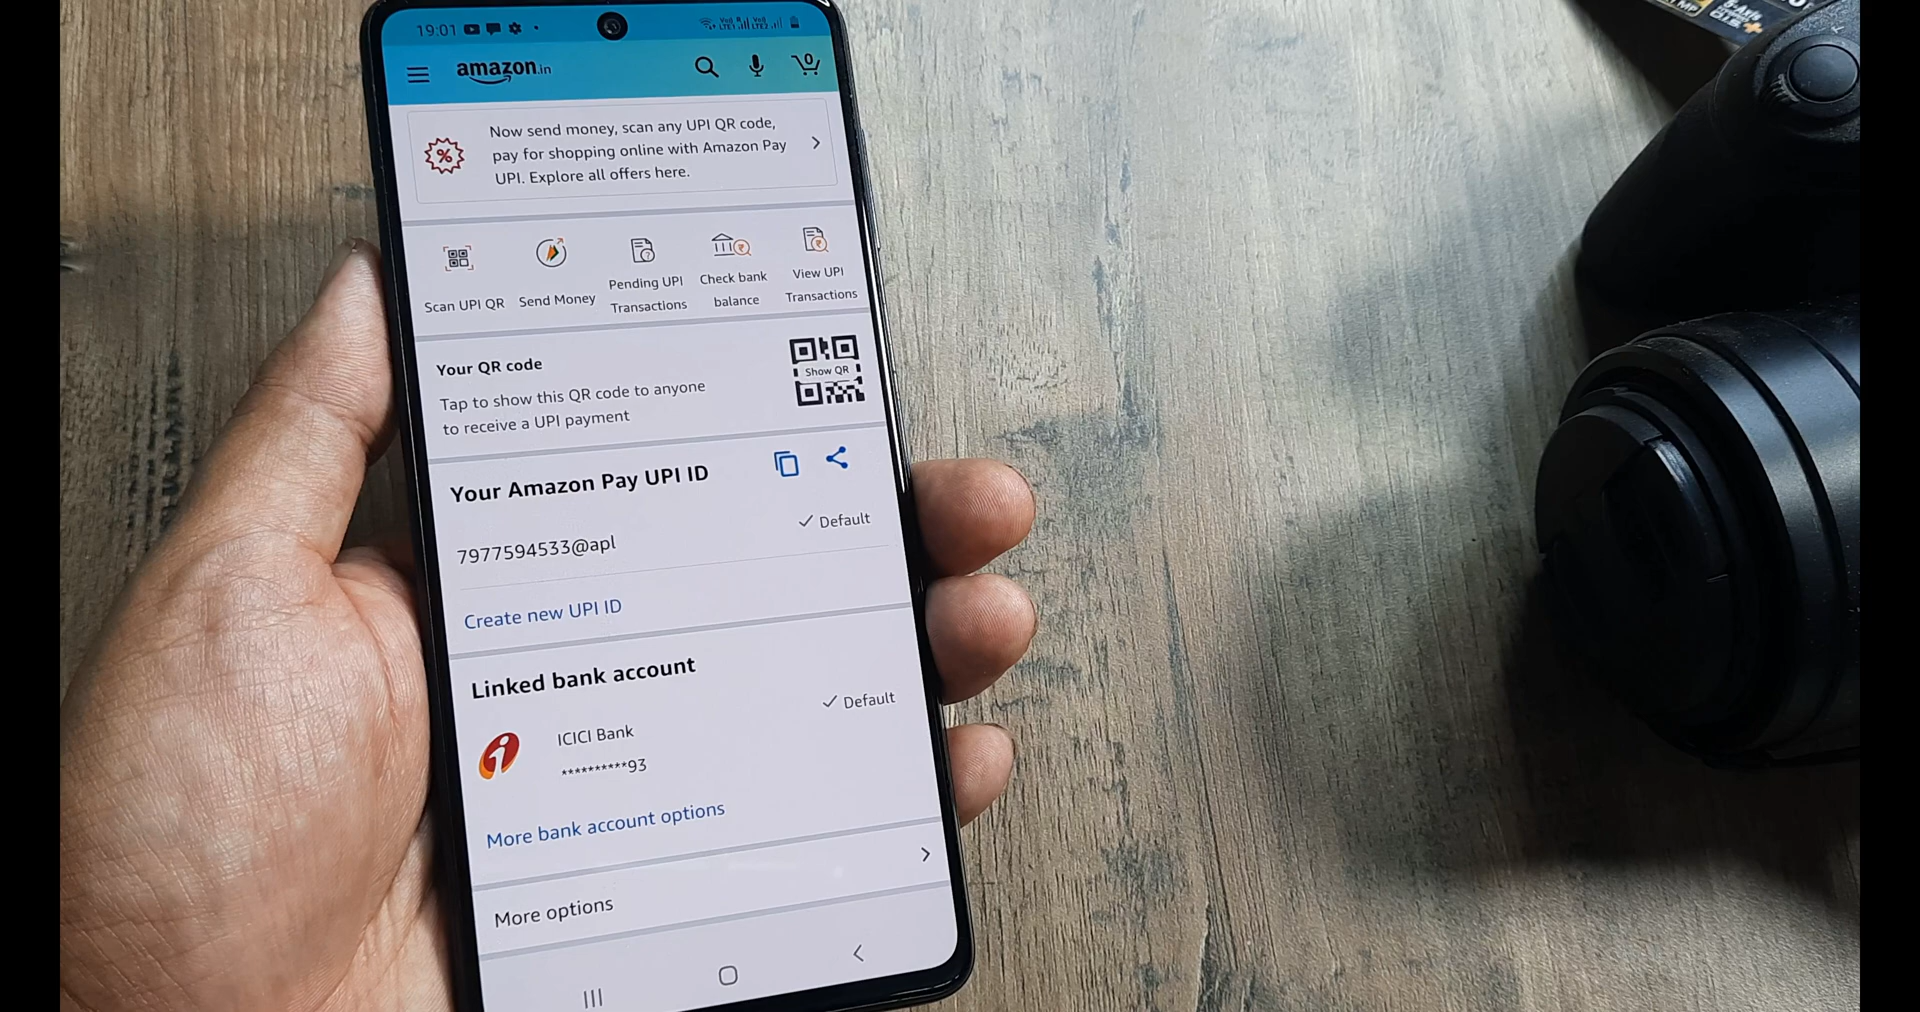 19:01
amazon.in
0
Now send money, scan any UPI QR code,
pay for shopping online with Amazon Pay
UPI. Explore all offers here.
Scan UPI QR
Send Money
Pending UPI
Transactions
Check bank
balance
View UPI
Transactions
Your QR code
Tap to show this QR code to anyone
to receive a UPI payment
Show QR
Your Amazon Pay UPI ID
Default
7977594533@apl
Create new UPI ID
Linked bank account
Default
ICICI Bank
**********93
More bank account options
More options